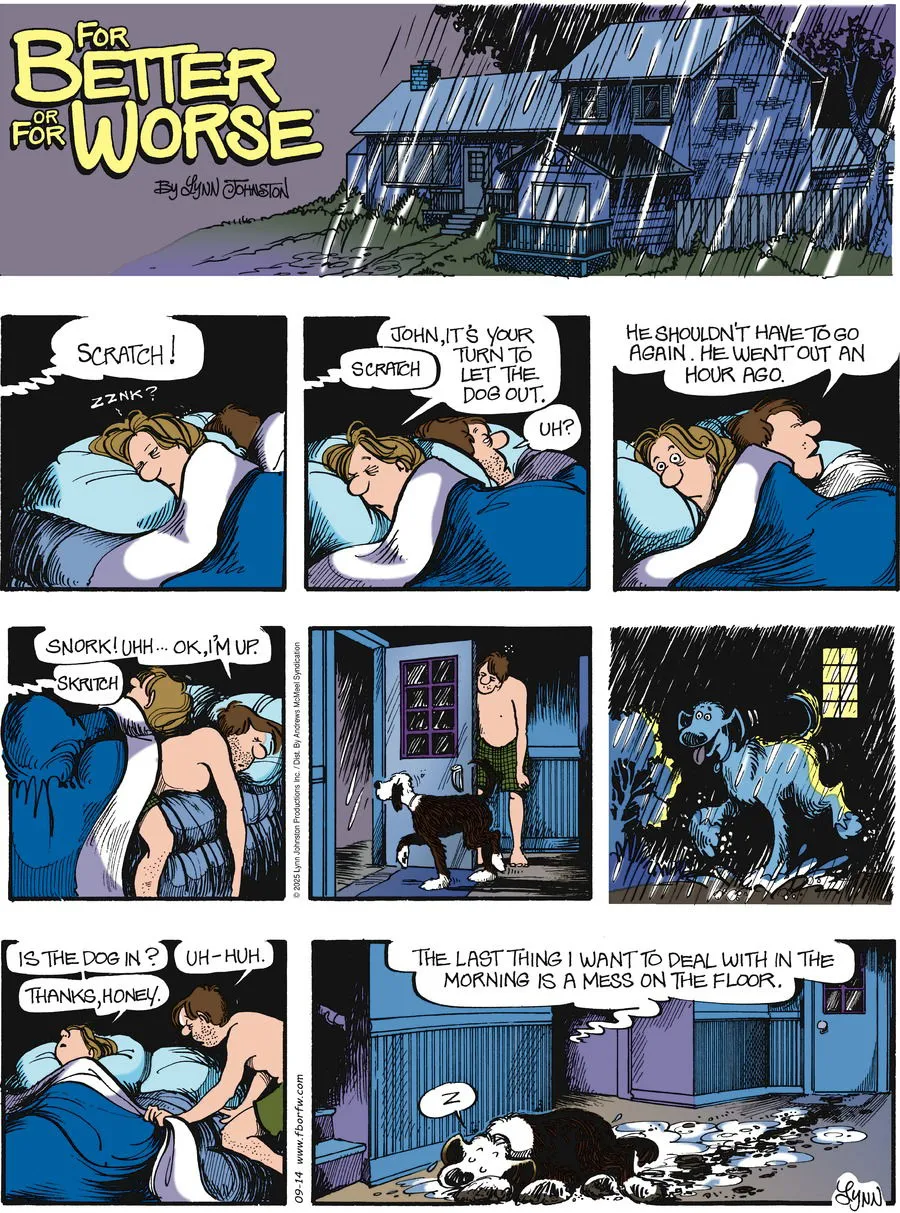 FOR
BETTER
OR
FOR WORSE
®
By LYNN JOHNSTON
SCRATCH!
ZZNK?
JOHN, IT'S YOUR
TURN TO
LET THE
DOG OUT.
SCRATCH
UH?
HE SHOULDN'T HAVE TO GO
AGAIN. HE WENT OUT AN
HOUR AGO.
SNORK! UHH... OK, I'M UP.
SKRITCH
© 2025 Lynn Johnston Productions Inc. / Dist. By Andrews McMeel Syndication
IS THE DOG IN?
UH-HUH.
THANKS, HONEY.
09-14 www.fborfw.com
THE LAST THING I WANT TO DEAL WITH IN THE
MORNING IS A MESS ON THE FLOOR.
Z
LYNN